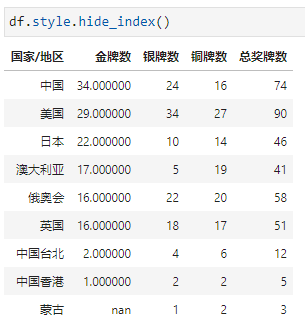 df.style.hide_index()
国家/地区 金牌数 银牌数 铜牌数 总奖牌数
中国 34.000000 24 16 74
美国 29.000000 34 27 90
日本 22.000000 10 14 46
澳大利亚 17.000000 5 19 41
俄奥会 16.000000 22 20 58
英国 16.000000 18 17 51
中国台北 2.000000 4 6 12
中国香港 1.000000 2 2 5
蒙古 nan 1 2 3